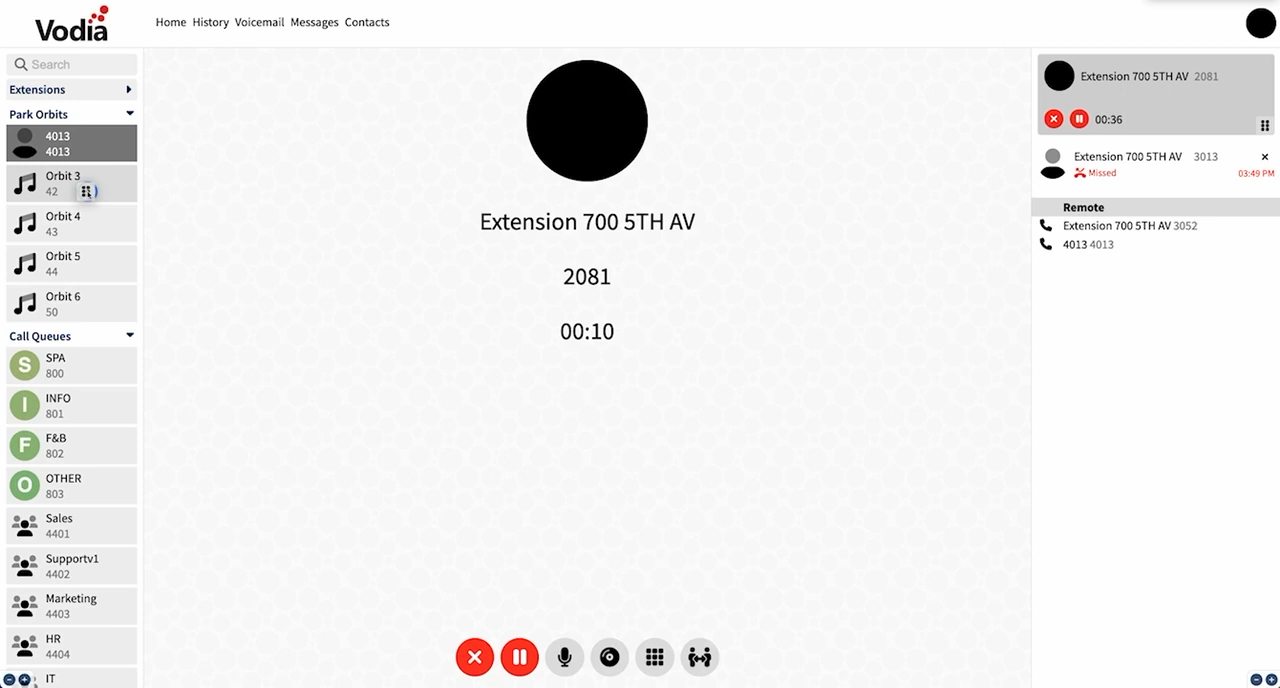 Vodia
Home History Voicemail Messages Contacts
Search
Extensions
Park Orbits
4013
4013
Orbit 3
42
Orbit 4
43
Orbit 5
44
Orbit 6
50
Call Queues
S SPA
800
I INFO
801
F F&B
802
O OTHER
803
Sales
4401
Supportv1
4402
Marketing
4403
HR
4404
IT
Extension 700 5TH AV
2081
00:10
Extension 700 5TH AV 2081
00:36
Extension 700 5TH AV 3013
Missed 03:49 PM
Remote
Extension 700 5TH AV 3052
4013 4013